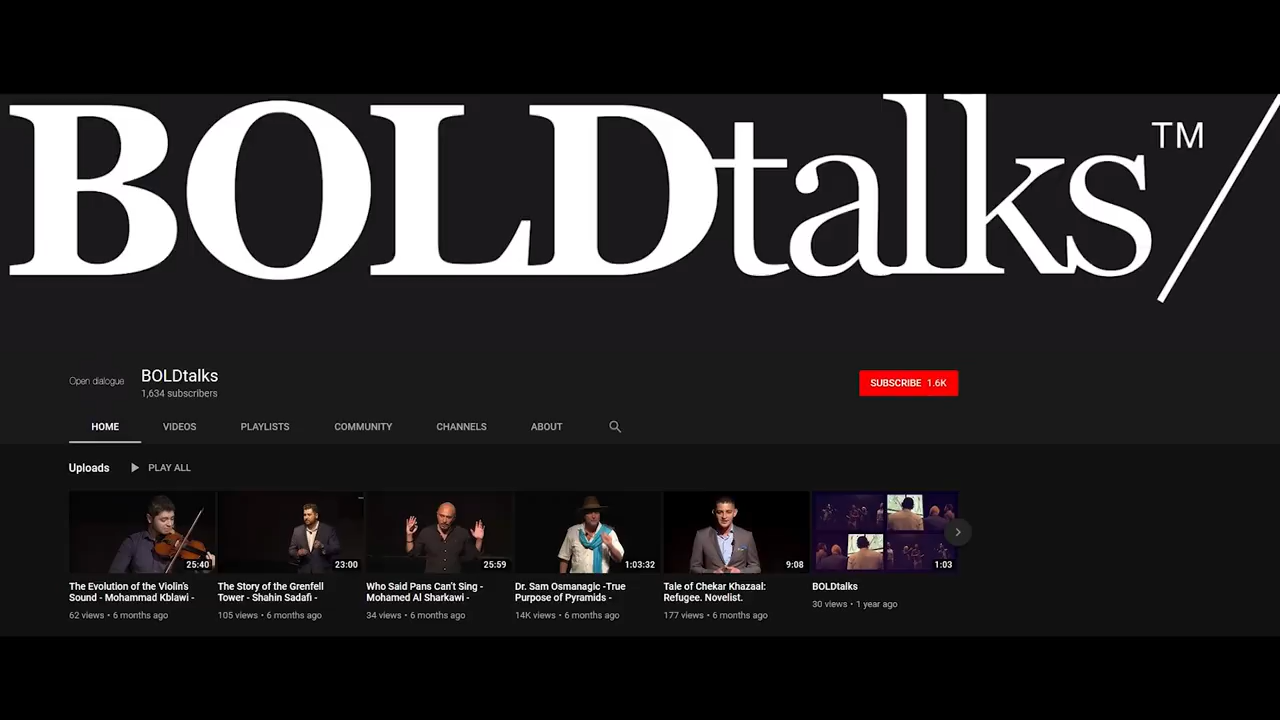 BOLDtalks™/
Open dialogue
BOLDtalks
1,634 subscribers
SUBSCRIBE 1.6K
HOME VIDEOS PLAYLISTS COMMUNITY CHANNELS ABOUT
Uploads PLAY ALL
25:40
23:00
25:59
1:03:32
9:08
1:03
The Evolution of the Violin's
Sound - Mohammad Kblawi -
62 views • 6 months ago
The Story of the Grenfell
Tower - Shahin Sadafi -
105 views • 6 months ago
Who Said Pans Can't Sing -
Mohamed Al Sharkawi -
34 views • 6 months ago
Dr. Sam Osmanagic -True
Purpose of Pyramids -
14K views • 6 months ago
Tale of Chekar Khazaal:
Refugee. Novelist.
177 views • 6 months ago
BOLDtalks
30 views • 1 year ago